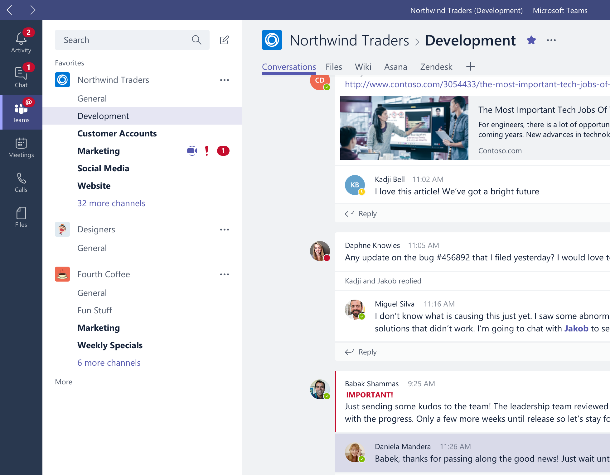 Northwind Traders (Development) Microsoft Teams
2
Activity
1
Chat
@
Teams
Meetings
Calls
Files
Search
Favorites
Northwind Traders
General
Development
Customer Accounts
Marketing ! 1
Social Media
Website
32 more channels
Designers
General
Fourth Coffee
General
Fun Stuff
Marketing
Weekly Specials
6 more channels
More
Northwind Traders › Development
Conversations Files Wiki Asana Zendesk +
CD
http://www.contoso.com/3054433/the-most-important-tech-jobs-of-
The Most Important Tech Jobs Of
For engineers, there is a lot of opportun
coming years. New advances in technolo
Contoso.com
KB
Kadji Bell 11:02 AM
I love this article! We've got a bright future
Reply
Daphne Knowles 11:05 AM
Any update on the bug #456892 that I filed yesterday? I would love t
Kadji and Jakob replied
Miguel Silva 11:16 AM
I don't know what is causing this just yet. I saw some abnorm
solutions that didn't work. I'm going to chat with Jakob to se
Reply
Babak Shammas 9:25 AM
IMPORTANT!
Just sending some kudos to the team! The leadership team reviewed
with the progress. Only a few more weeks until release so let's stay fo
Daniela Mandera 11:26 AM
Babek, thanks for passing along the good news! Just wait unt